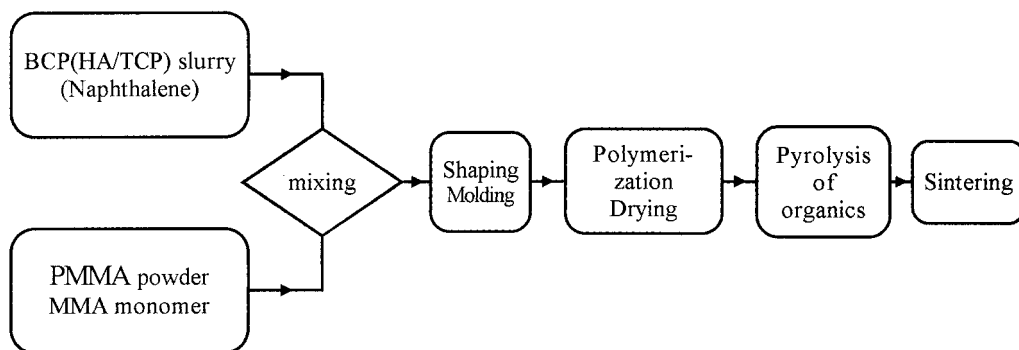 BCP(HA/TCP) slurry
(Naphthalene)
PMMA powder
MMA monomer
mixing
Shaping
Molding
Polymeri-
zation
Drying
Pyrolysis
of
organics
Sintering